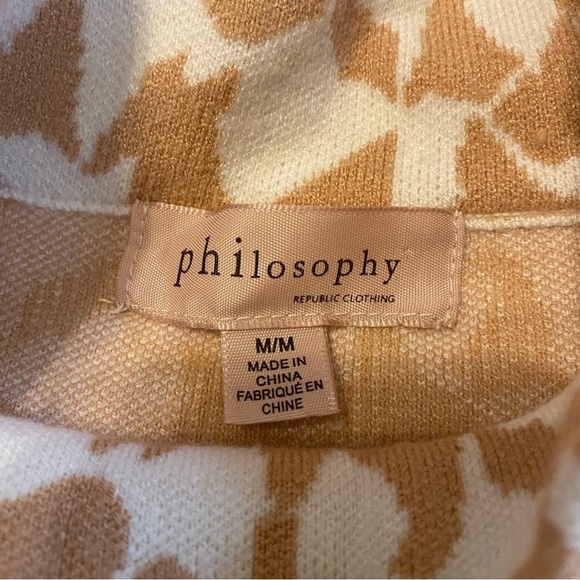 philosophy
REPUBLIC CLOTHING
M/M
MADE IN
CHINA
FABRIQUÉ EN
CHINE